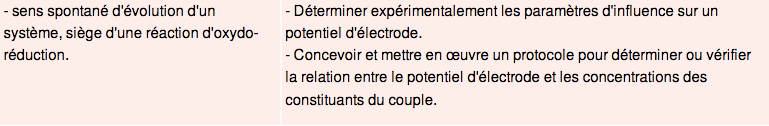 - sens spontané d'évolution d'un
système, siège d'une réaction d'oxydo-
réduction.
- Déterminer expérimentalement les paramètres d'influence sur un
potentiel d'électrode.
- Concevoir et mettre en œuvre un protocole pour déterminer ou vérifier
la relation entre le potentiel d'électrode et les concentrations des
constituants du couple.